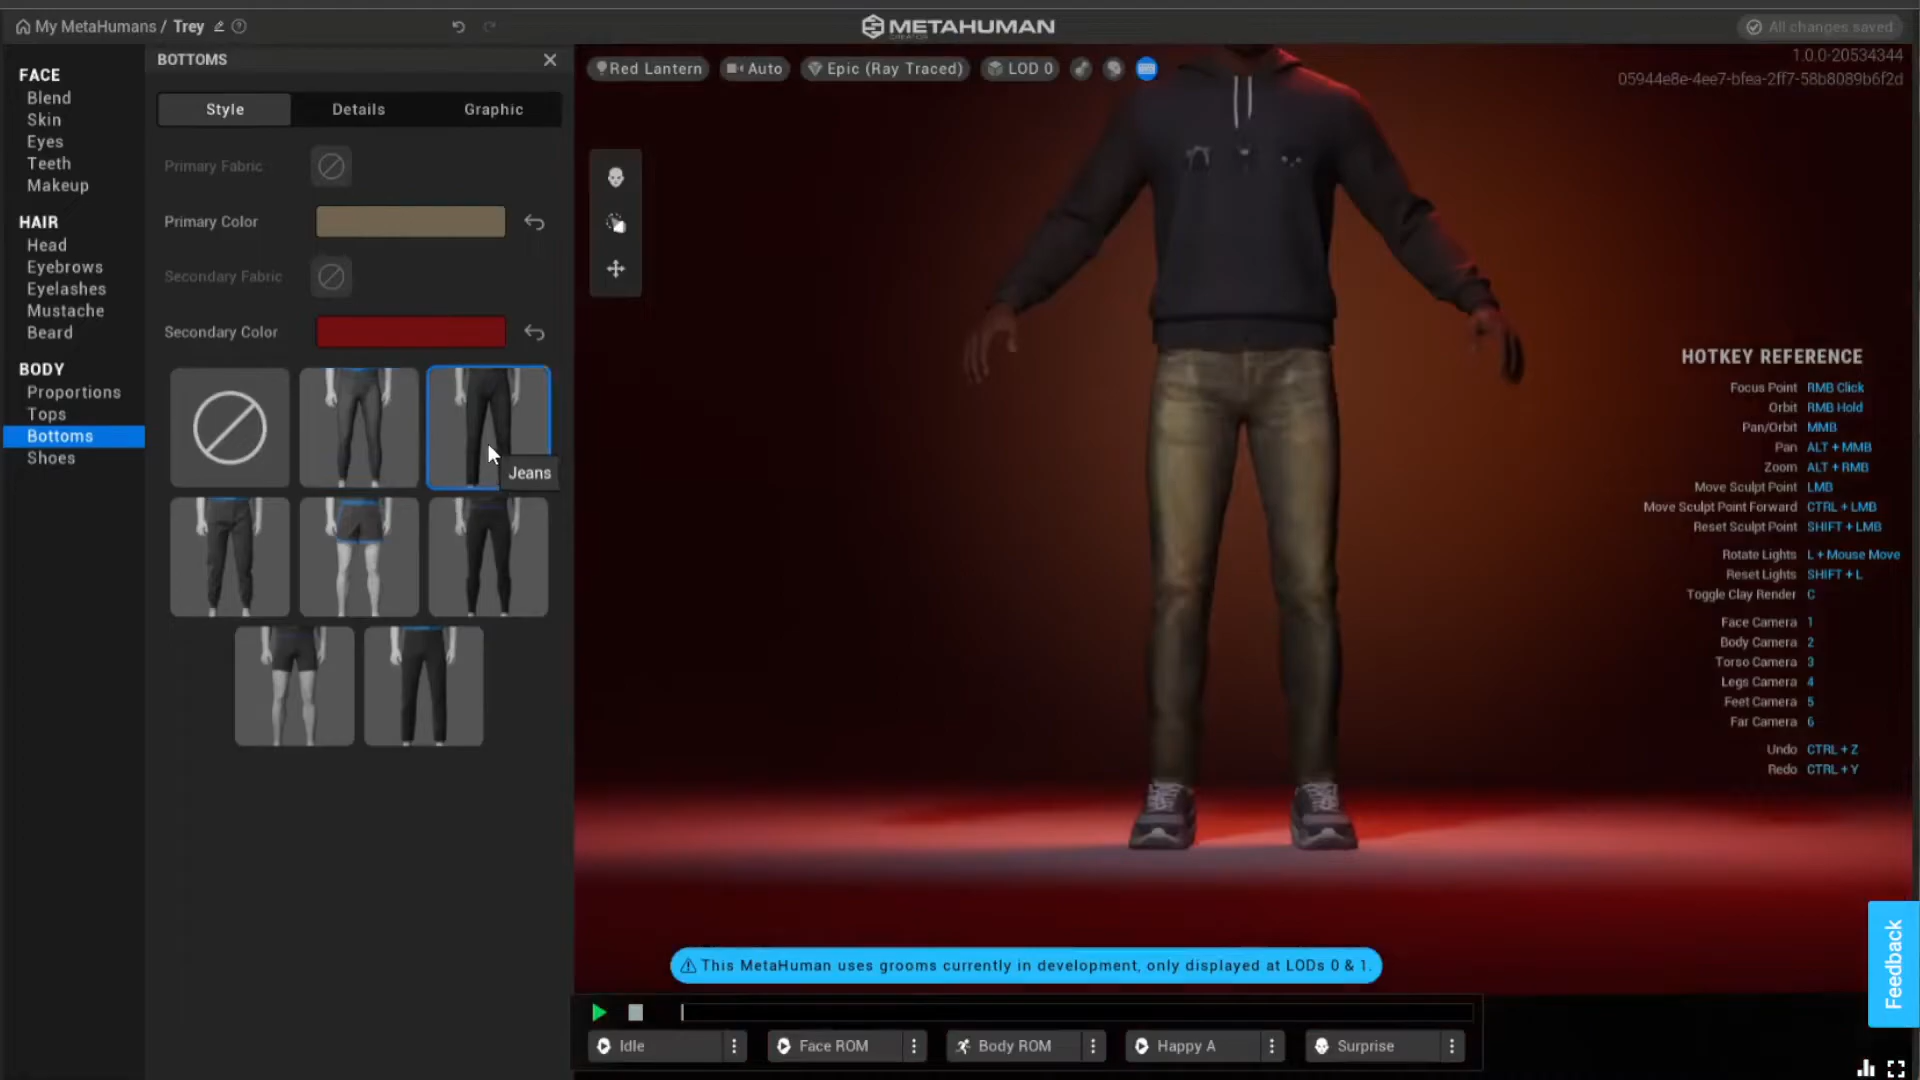 My MetaHumans / Trey
METAHUMAN
CREATOR
All changes saved
1.0.0-20534344
05944e8e-4ee7-bfea-2ff7-58b8089b6f2d
FACE
Blend
Skin
Eyes
Teeth
Makeup
HAIR
Head
Eyebrows
Eyelashes
Mustache
Beard
BODY
Proportions
Tops
Bottoms
Shoes
BOTTOMS
Style Details Graphic
Primary Fabric
Primary Color
Secondary Fabric
Secondary Color
Jeans
Red Lantern Auto Epic (Ray Traced) LOD 0
HOTKEY REFERENCE
Focus Point RMB Click
Orbit RMB Hold
Pan/Orbit MMB
Pan ALT + MMB
Zoom ALT + RMB
Move Sculpt Point LMB
Move Sculpt Point Forward CTRL + LMB
Reset Sculpt Point SHIFT + LMB
Rotate Lights L + Mouse Move
Reset Lights SHIFT + L
Toggle Clay Render C
Face Camera 1
Body Camera 2
Torso Camera 3
Legs Camera 4
Feet Camera 5
Far Camera 6
Undo CTRL + Z
Redo CTRL + Y
Feedback
This MetaHuman uses grooms currently in development, only displayed at LODs 0 & 1.
Idle Face ROM Body ROM Happy A Surprise